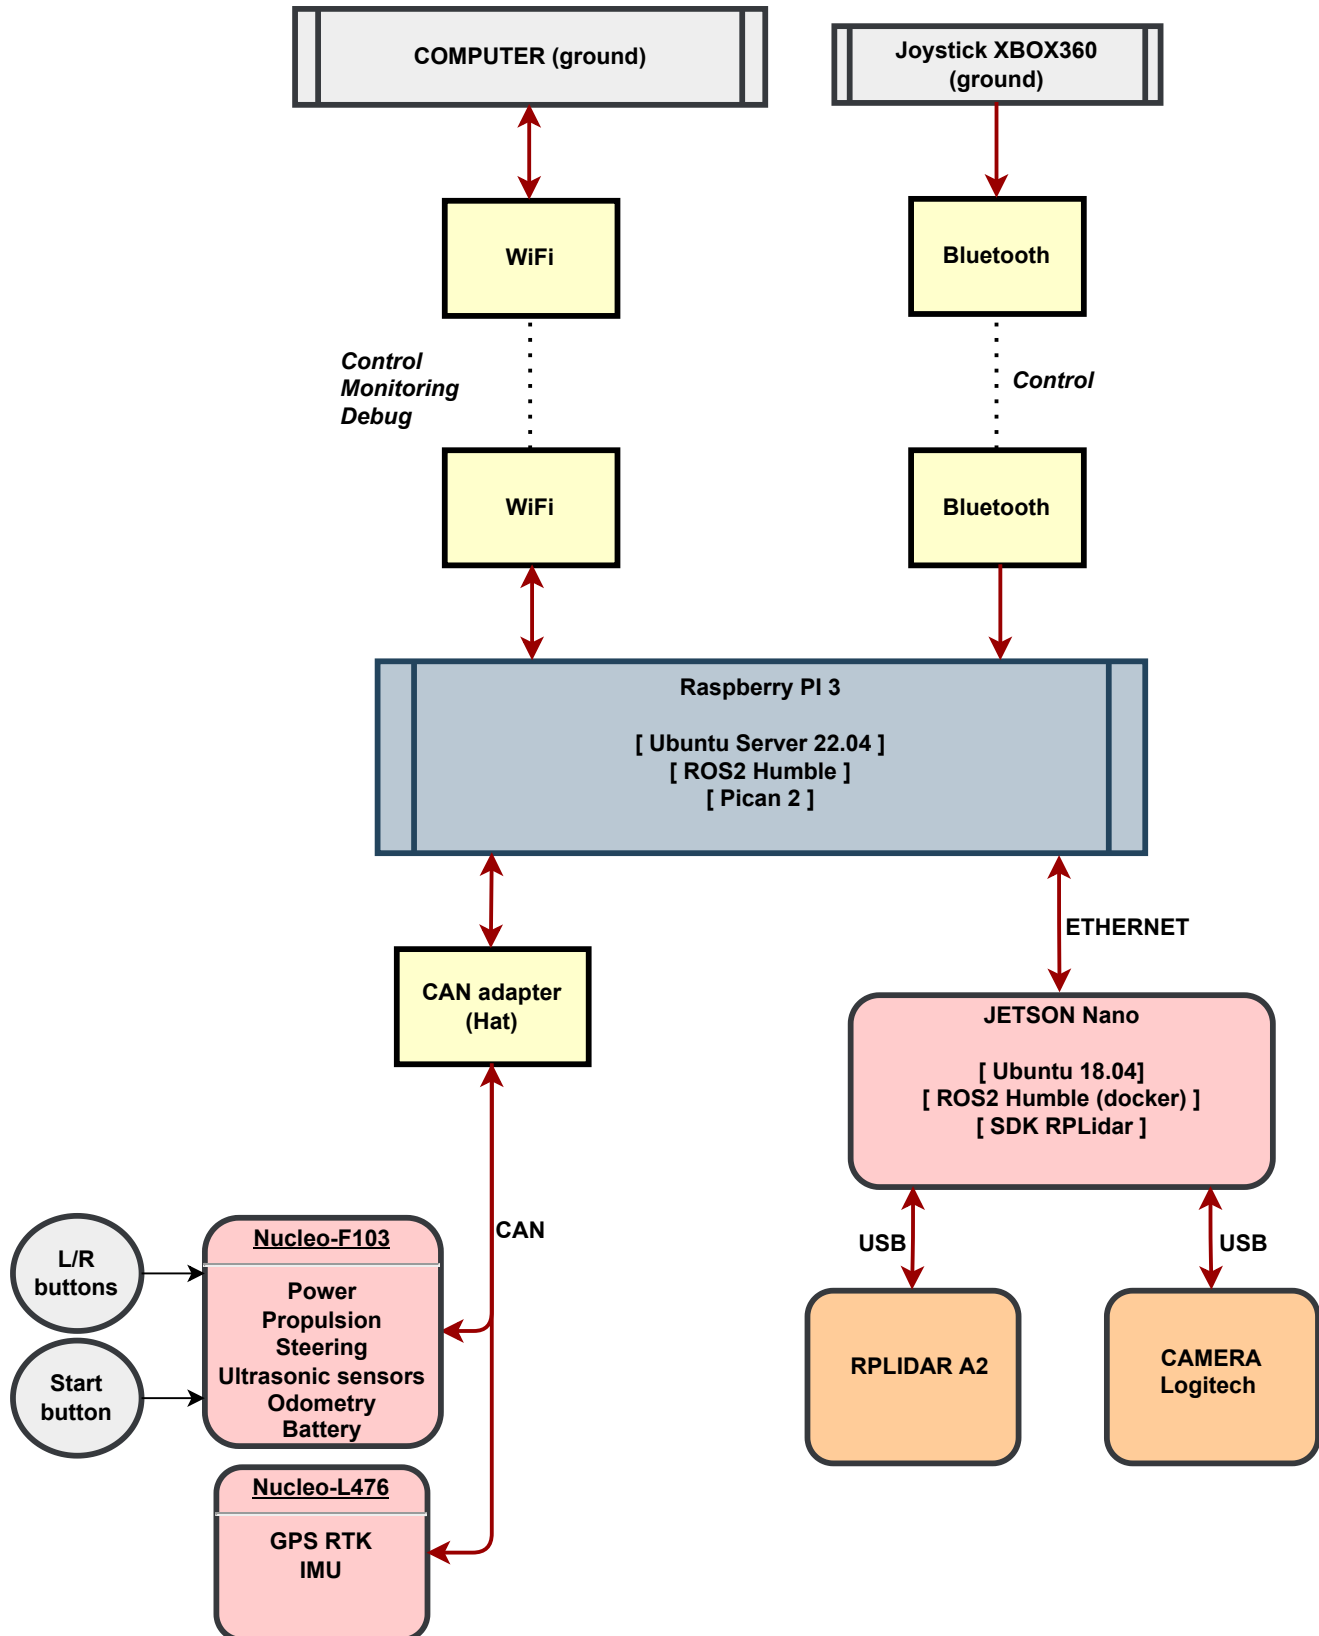 COMPUTER (ground)
Joystick XBOX360
(ground)
WiFi
Bluetooth
Control
Monitoring
Debug
Control
WiFi
Bluetooth
Raspberry PI 3
[ Ubuntu Server 22.04 ]
[ ROS2 Humble ]
[ Pican 2 ]
ETHERNET
CAN adapter
(Hat)
JETSON Nano
[ Ubuntu 18.04]
[ ROS2 Humble (docker) ]
[ SDK RPLidar ]
CAN
USB
USB
L/R
buttons
Start
button
Nucleo-F103
Power
Propulsion
Steering
Ultrasonic sensors
Odometry
Battery
RPLIDAR A2
CAMERA
Logitech
Nucleo-L476
GPS RTK
IMU